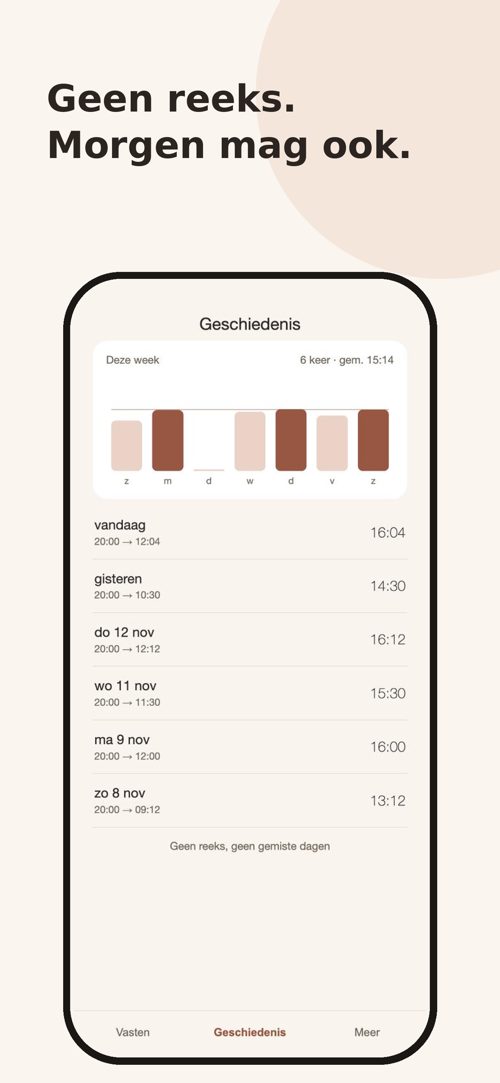 Geen reeks.
Morgen mag ook.
Geschiedenis
Deze week
6 keer · gem. 15:14
z m d w d v z
vandaag
20:00 → 12:04
16:04
gisteren
20:00 → 10:30
14:30
do 12 nov
20:00 → 12:12
16:12
wo 11 nov
20:00 → 11:30
15:30
ma 9 nov
20:00 → 12:00
16:00
zo 8 nov
20:00 → 09:12
13:12
Geen reeks, geen gemiste dagen
Vasten Geschiedenis Meer